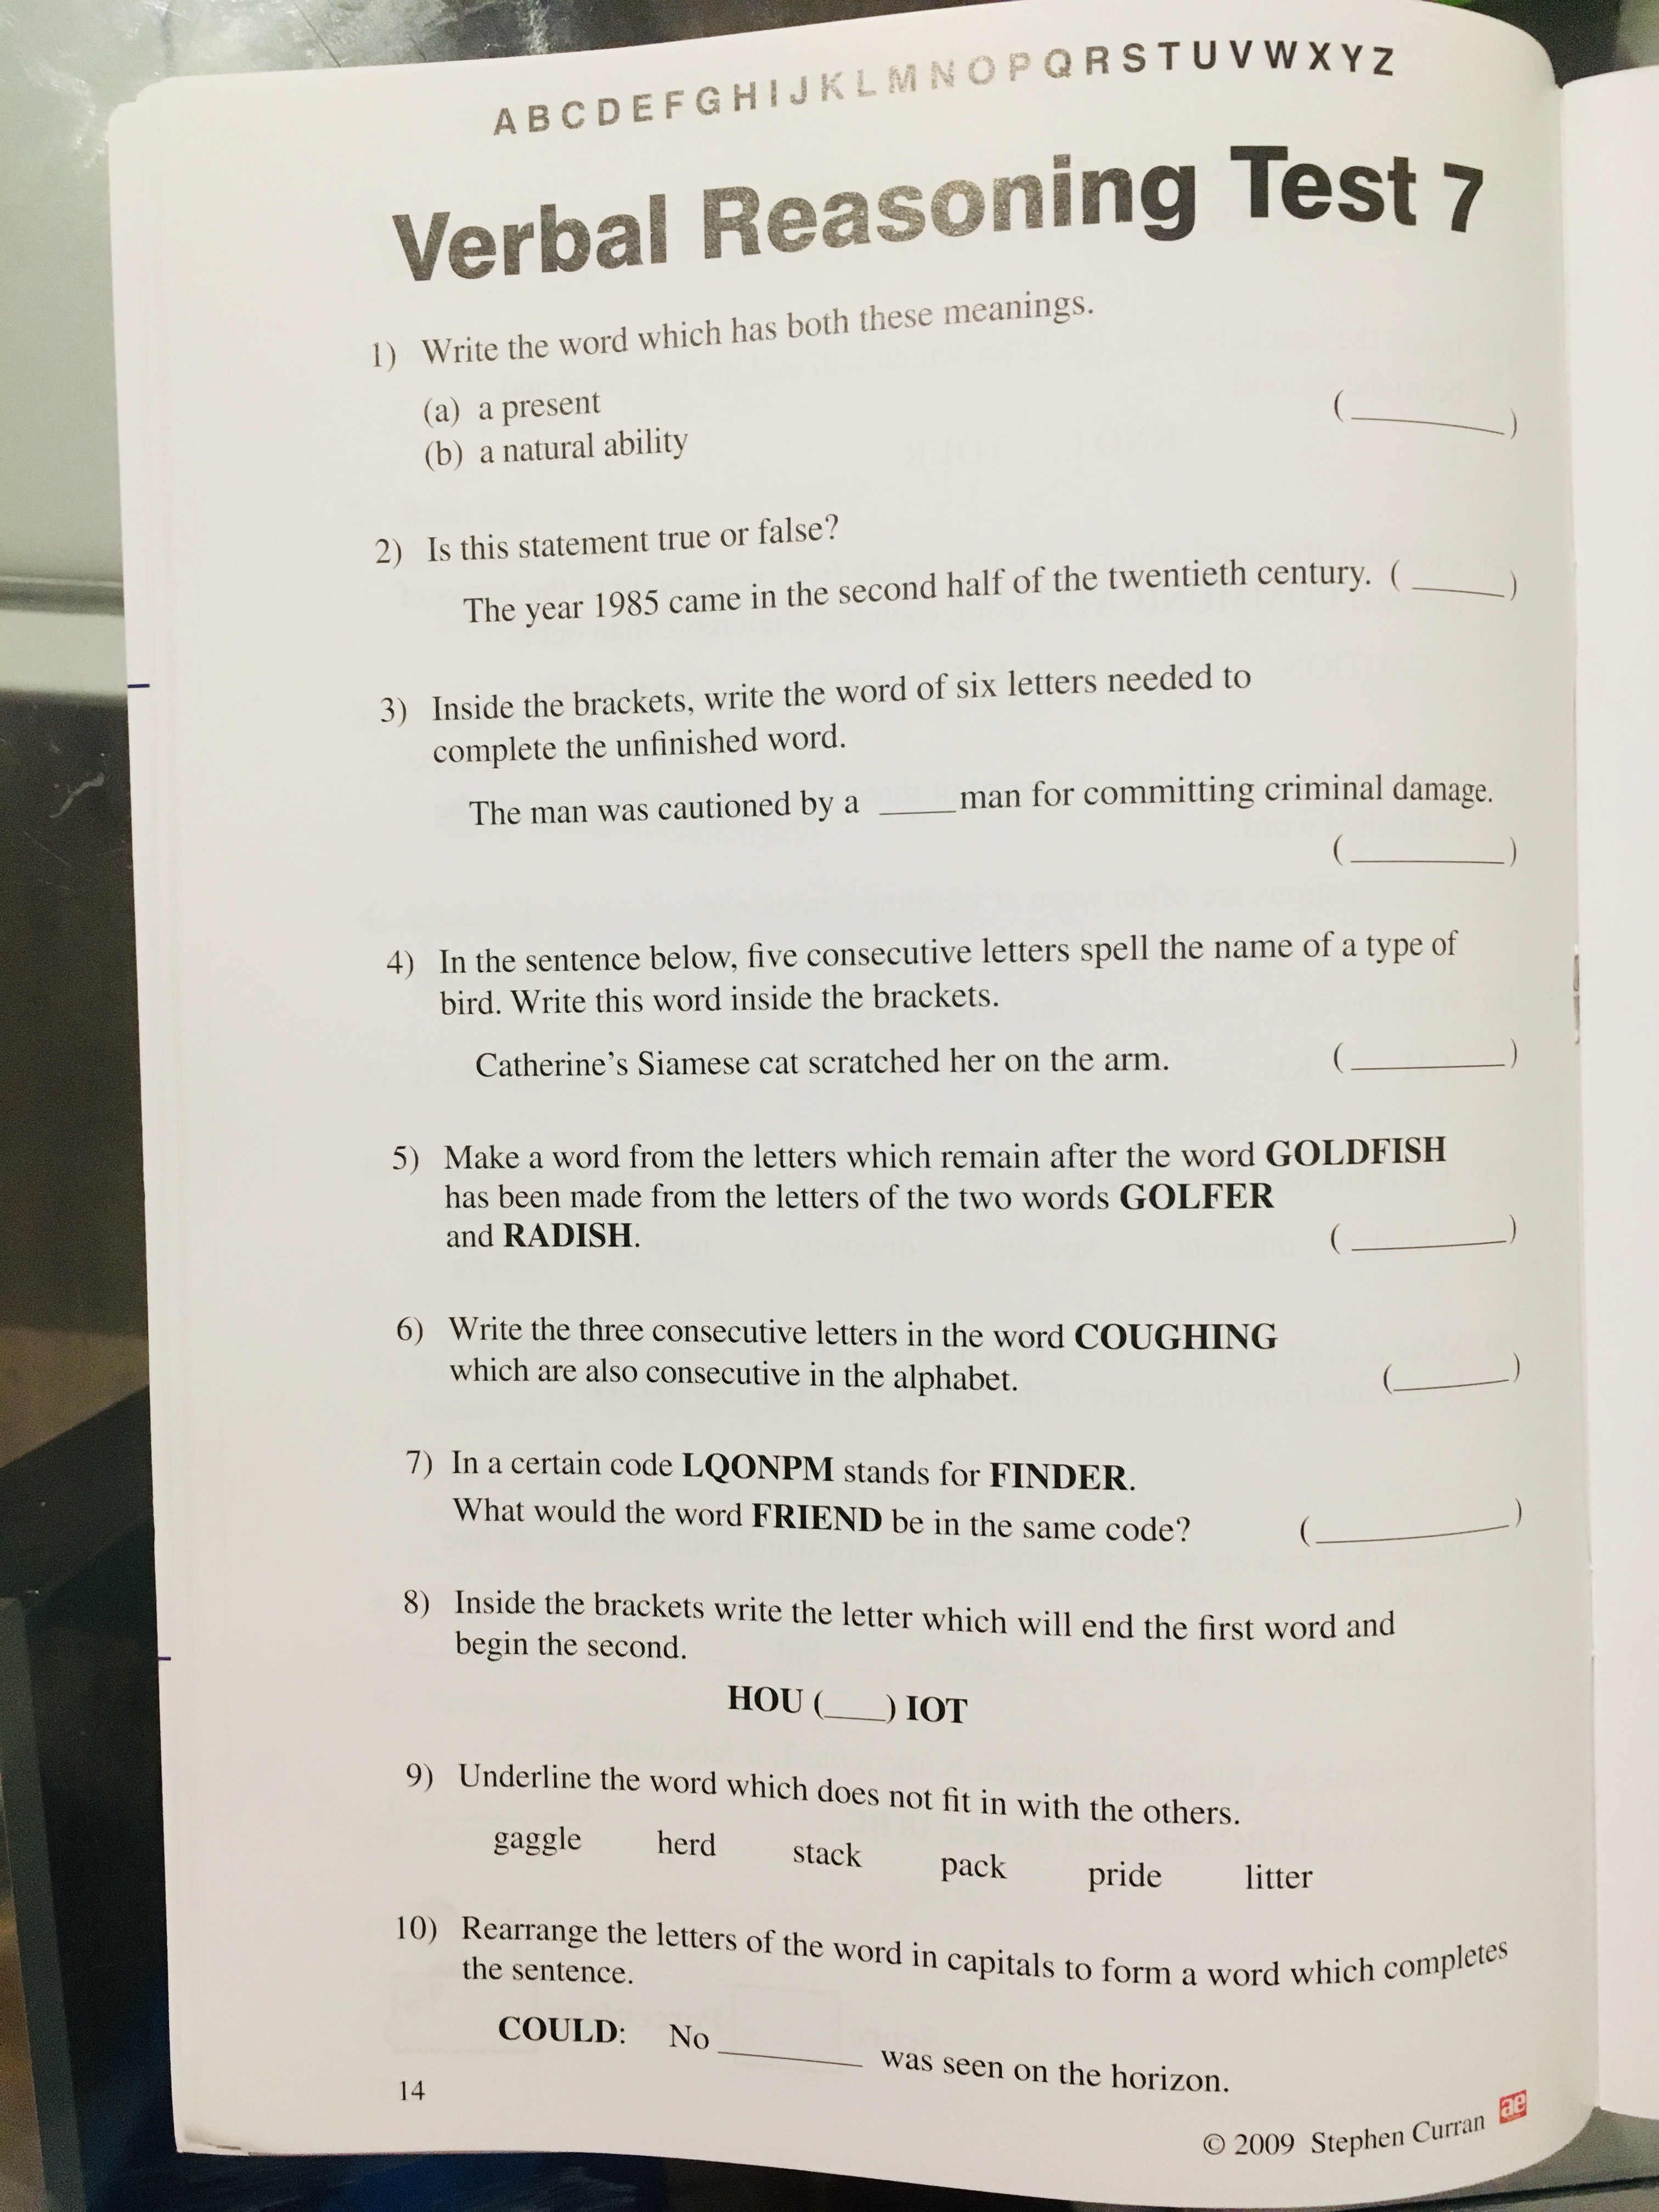 A B C D E F G H I J K L M N O P Q R S T U V W X Y Z
Verbal Reasoning Test 7
1) Write the word which has both these meanings.
(a) a present (________)
(b) a natural ability
2) Is this statement true or false?
The year 1985 came in the second half of the twentieth century. (_____)
3) Inside the brackets, write the word of six letters needed to
complete the unfinished word.
The man was cautioned by a ____man for committing criminal damage.
(________)
4) In the sentence below, five consecutive letters spell the name of a type of
bird. Write this word inside the brackets.
Catherine’s Siamese cat scratched her on the arm. (________)
5) Make a word from the letters which remain after the word GOLDFISH
has been made from the letters of the two words GOLFER
and RADISH. (________)
6) Write the three consecutive letters in the word COUGHING
which are also consecutive in the alphabet. (______)
7) In a certain code LQONPM stands for FINDER.
What would the word FRIEND be in the same code? (__________)
8) Inside the brackets write the letter which will end the first word and
begin the second.
HOU (___) IOT
9) Underline the word which does not fit in with the others.
gaggle herd stack pack pride litter
10) Rearrange the letters of the word in capitals to form a word which completes
the sentence.
COULD: No ________ was seen on the horizon.
14
© 2009 Stephen Curran ae